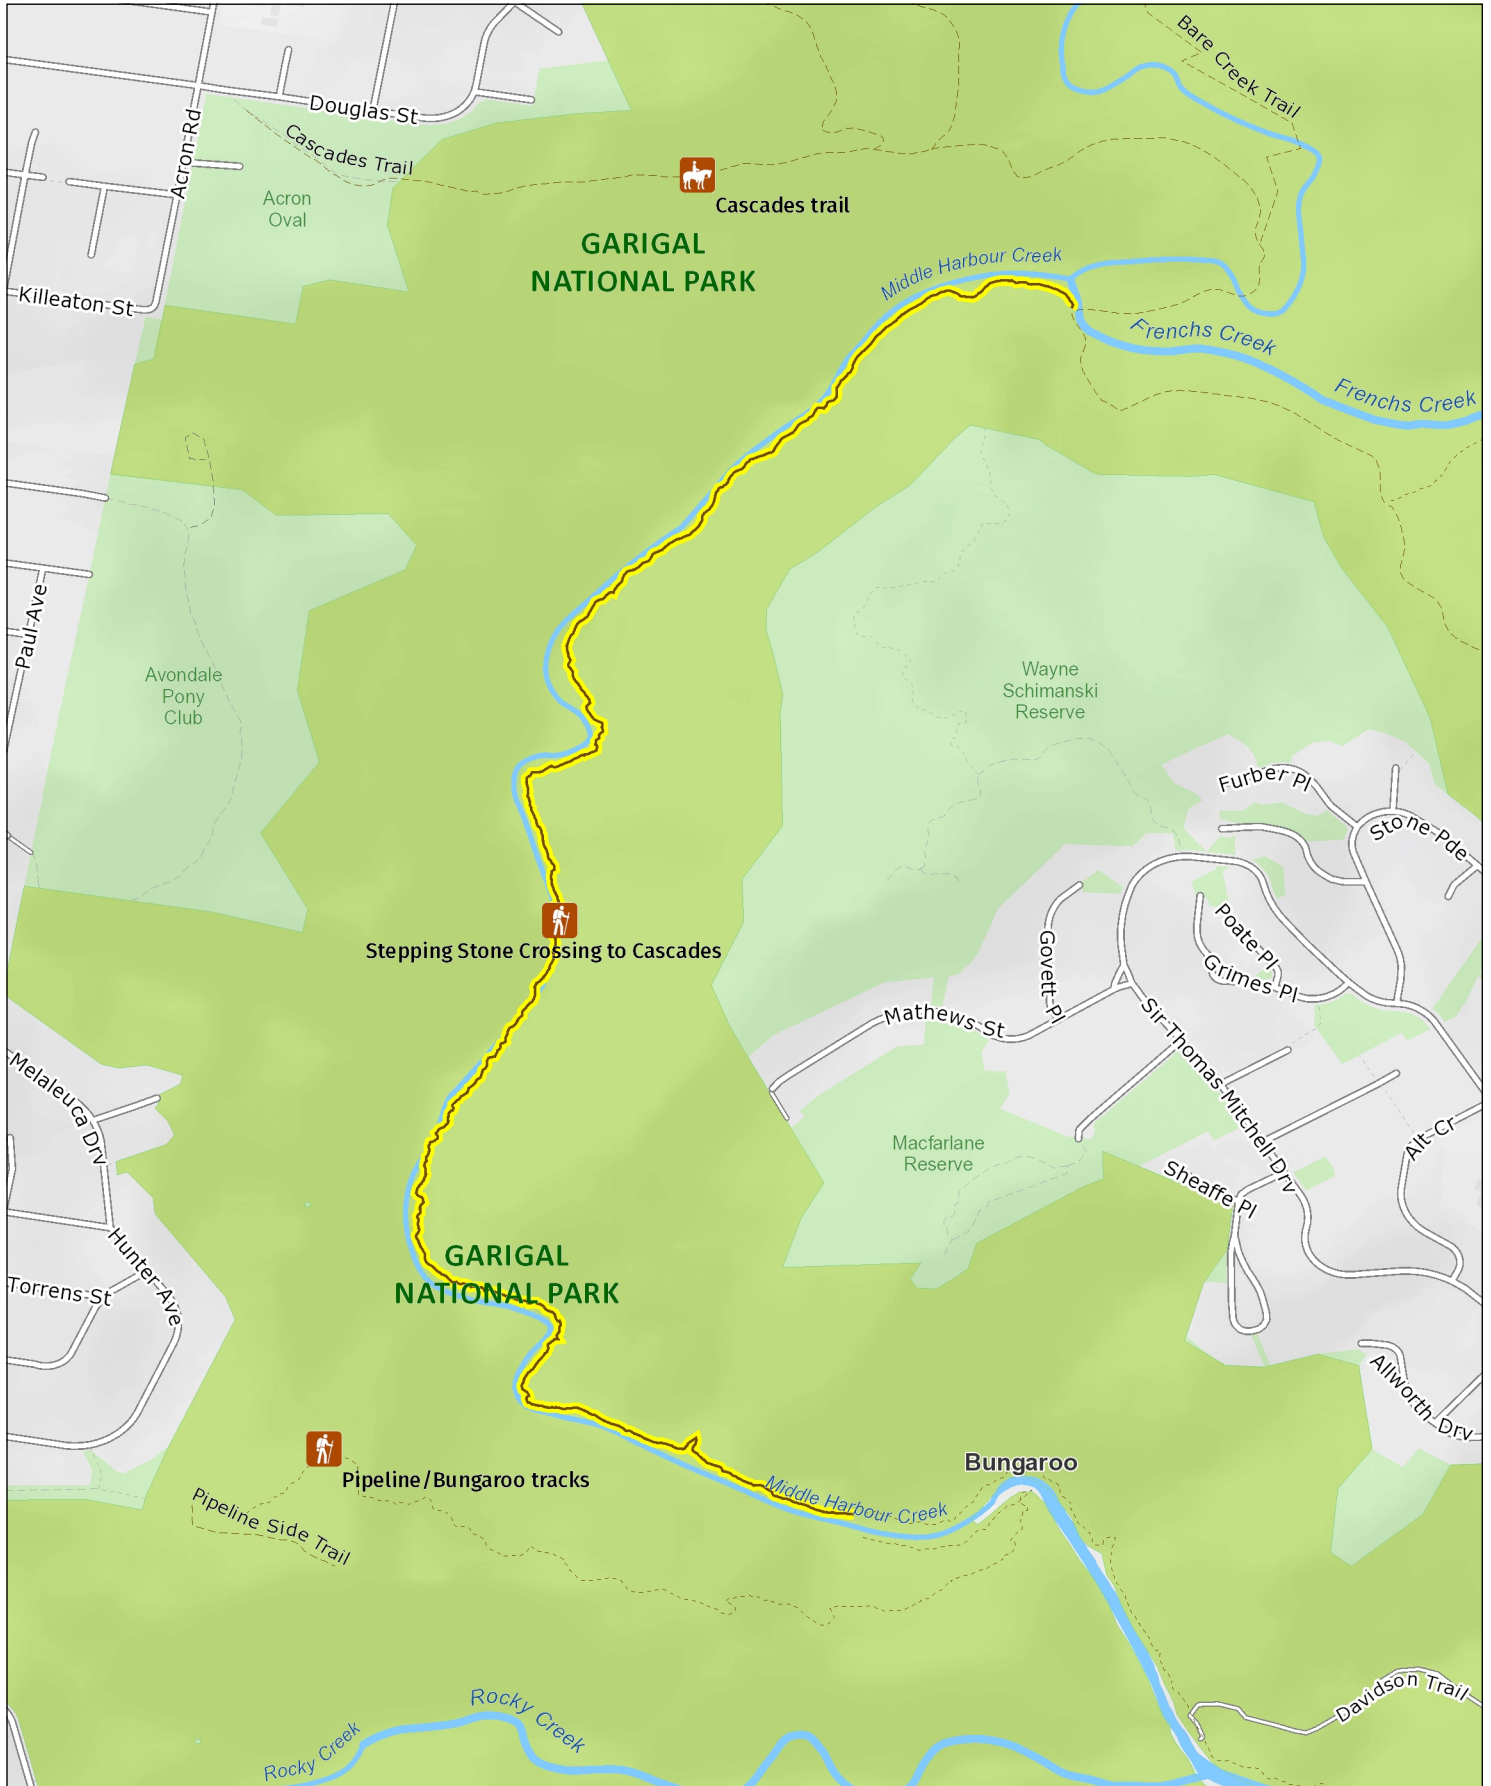 Bare Creek Trail
Douglas St
Acron Rd
Cascades Trail
Acron
Oval
Cascades trail
GARIGAL
NATIONAL PARK
Middle Harbour Creek
Killeaton St
Frenchs Creek
Frenchs Creek
Paul Ave
Avondale
Pony
Club
Wayne
Schimanski
Reserve
Furber Pl
Stone Pde
Poate Pl
Grimes Pl
Govett Pl
Stepping Stone Crossing to Cascades
Mathews St
Sir Thomas Mitchell Drv
Melaleuca Drv
Macfarlane
Reserve
Alt Cr
Sheaffe Pl
Hunter Ave
GARIGAL
NATIONAL PARK
Torrens St
Allworth Drv
Pipeline/Bungaroo tracks
Bungaroo
Pipeline Side Trail
Middle Harbour Creek
Davidson Trail
Rocky Creek
Rocky Creek